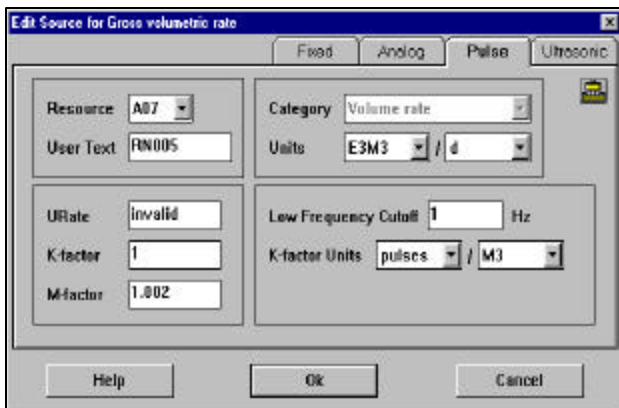 Edit Source for Gross volumetric rate
Fixed Analog Pulse Ultrasonic
Resource A07
User Text RN005
Category Volume rate
Units E3M3 / d
URate invalid
K-factor 1
M-factor 1.002
Low Frequency Cutoff 1 Hz
K-factor Units pulses / M3
Help Ok Cancel